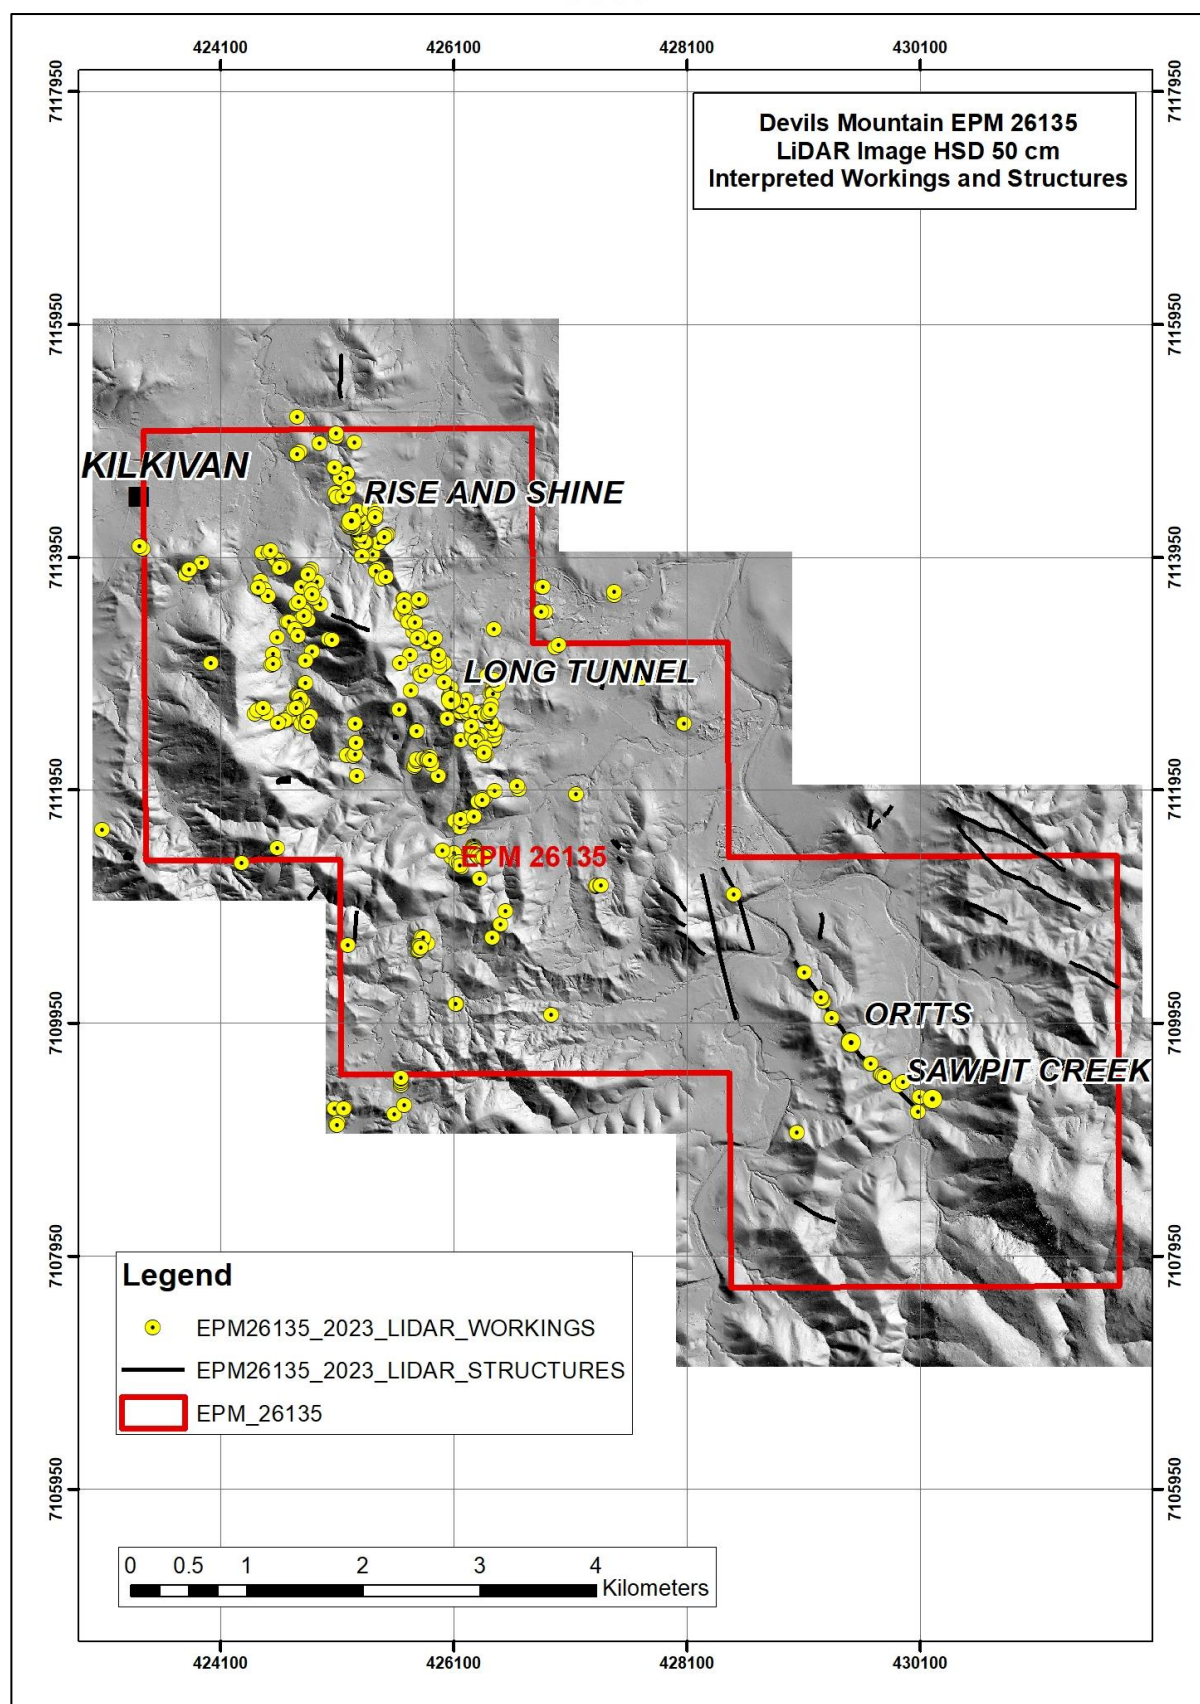 424100
426100
428100
430100
7117950
7117950
Devils Mountain EPM 26135
LiDAR Image HSD 50 cm
Interpreted Workings and Structures
7115950
7115950
KILKIVAN
RISE AND SHINE
7113950
7113950
LONG TUNNEL
7111950
7111950
EPM 26135
7109950
7109950
ORTTS
SAWPIT CREEK
7107950
7107950
Legend
EPM26135_2023_LIDAR_WORKINGS
EPM26135_2023_LIDAR_STRUCTURES
EPM_26135
7105950
7105950
0 0.5 1 2 3 4
Kilometers
424100
426100
428100
430100